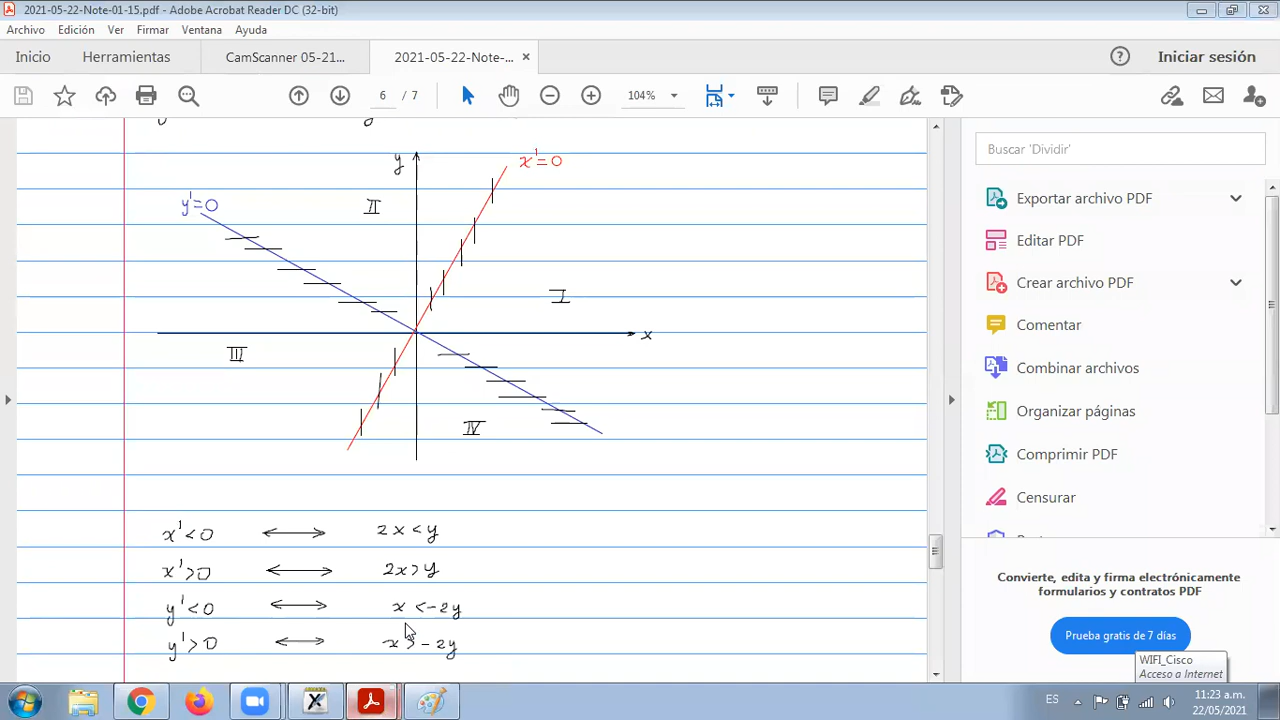 2021-05-22-Note-01-15.pdf - Adobe Acrobat Reader DC (32-bit)
Archivo Edición Ver Firmar Ventana Ayuda
Inicio Herramientas CamScanner 05-21... 2021-05-22-Note-... × Iniciar sesión
6 / 7 104%
y
x'=0
y'=0
II
I
x
III
IV
x'<0 ⟷ 2x<y
x'>0 ⟷ 2x>y
y'<0 ⟷ x<-2y
y'>0 ⟷ x>-2y
Buscar 'Dividir'
Exportar archivo PDF
Editar PDF
Crear archivo PDF
Comentar
Combinar archivos
Organizar páginas
Comprimir PDF
Censurar
Convierte, edita y firma electrónicamente
formularios y contratos PDF
Prueba gratis de 7 días
WIFI_Cisco
Acceso a Internet
ES 11:23 a.m.
22/05/2021